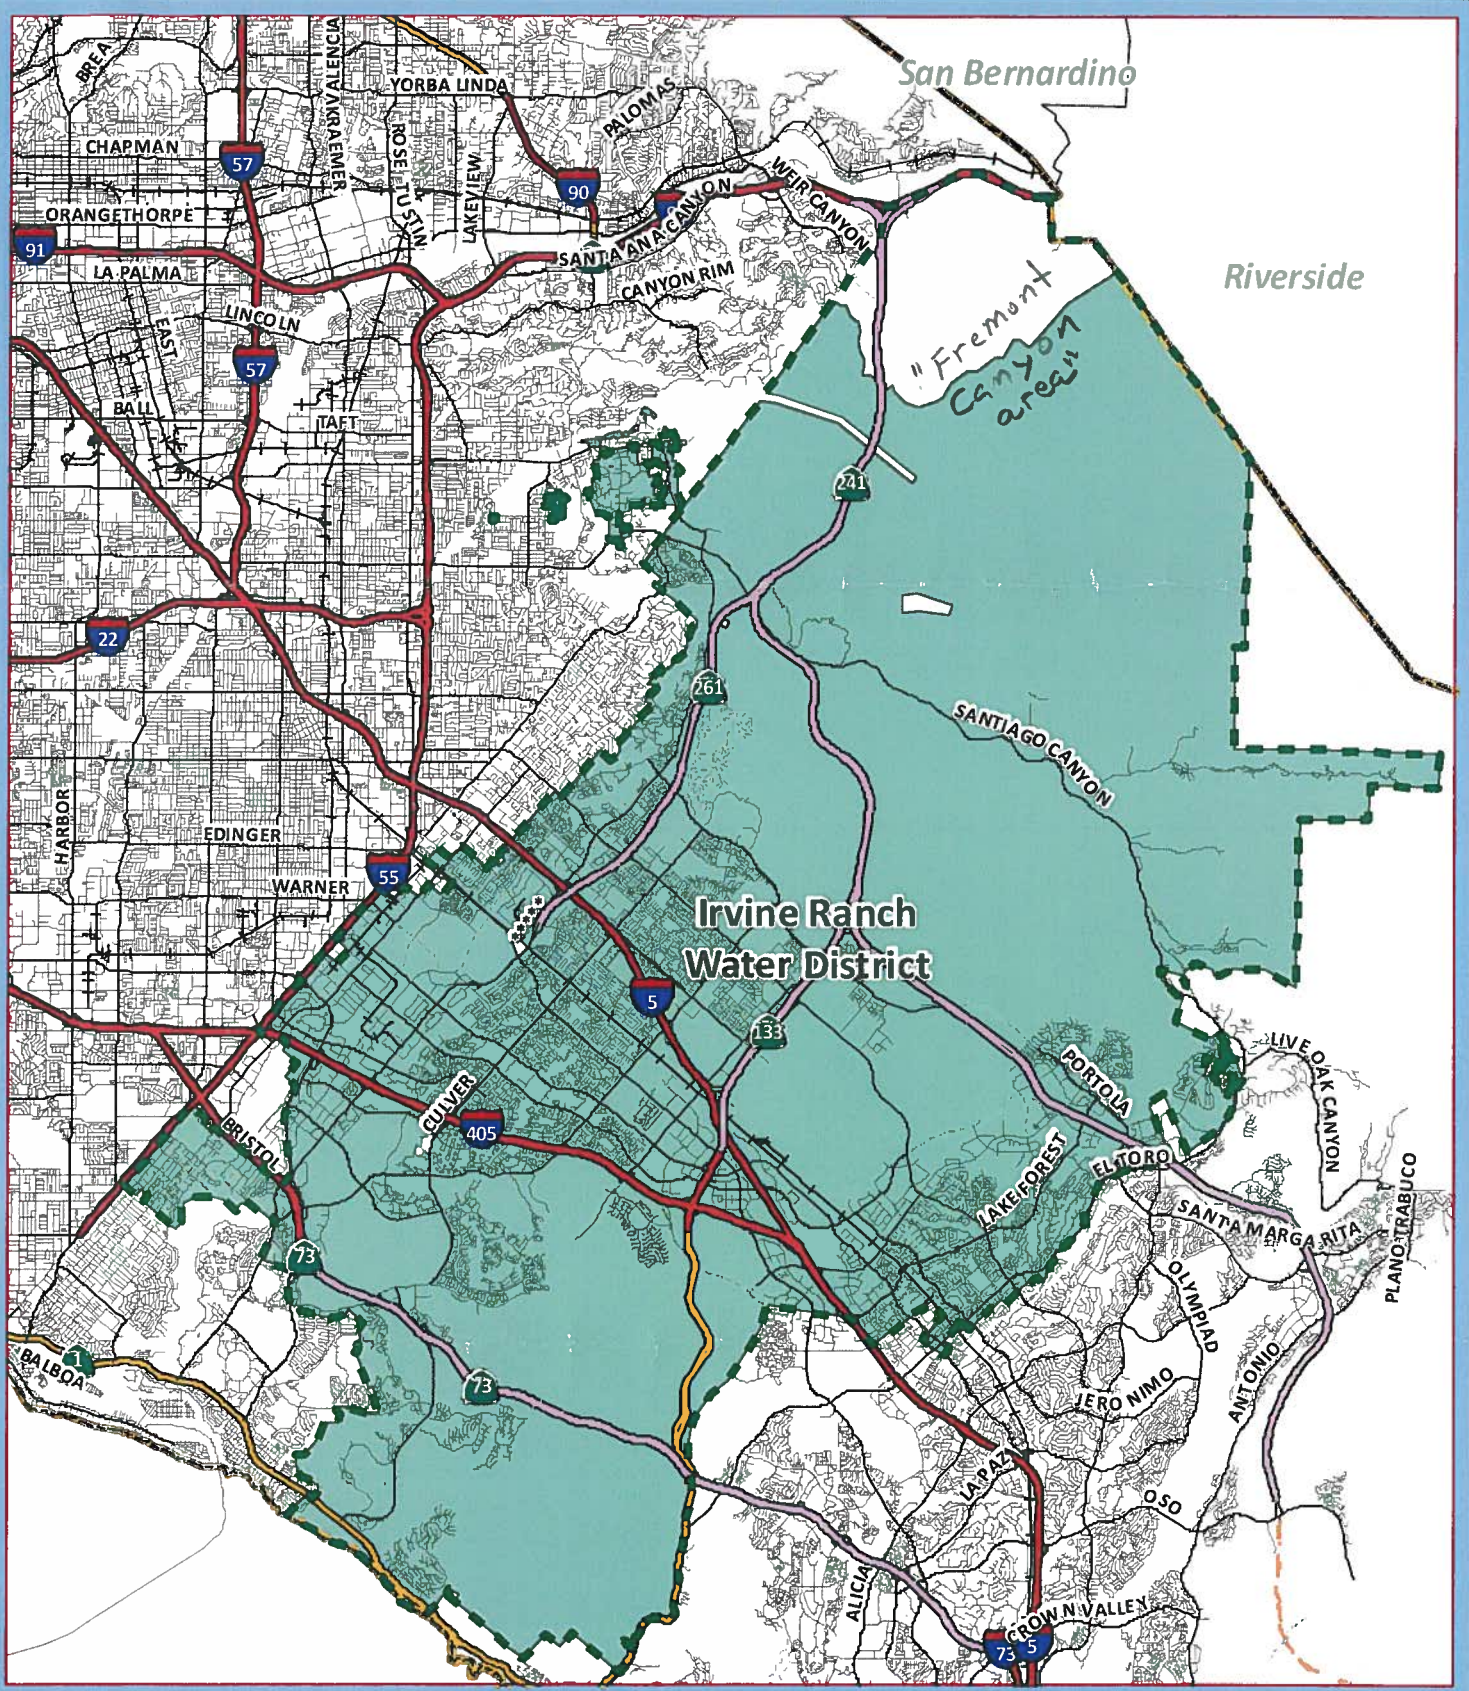 San Bernardino
BREA
VALENCIA
KRAEMER
YORBA LINDA
PALOMAS
CHAPMAN
57
ROSE
TUSTIN
LAKEVIEW
90
WEIR CANYON
ORANGETHORPE
91
SANTA ANA CANYON
LA PALMA
CANYON RIM
Riverside
"Fremont
Canyon
area"
EAST
LINCOLN
57
BALL
TAFT
241
22
261
SANTIAGO CANYON
HARBOR
EDINGER
WARNER
55
Irvine Ranch
Water District
5
133
CULVER
405
PORTOLA
LIVE OAK CANYON
BRISTOL
LAKE FOREST
EL TORO
SANTA MARGARITA
PLANO TRABUCO
73
OLYMPIAD
1
BALBOA
73
JERONIMO
ANTONIO
LA PAZ
OSO
ALICIA
CROWN VALLEY
73
5